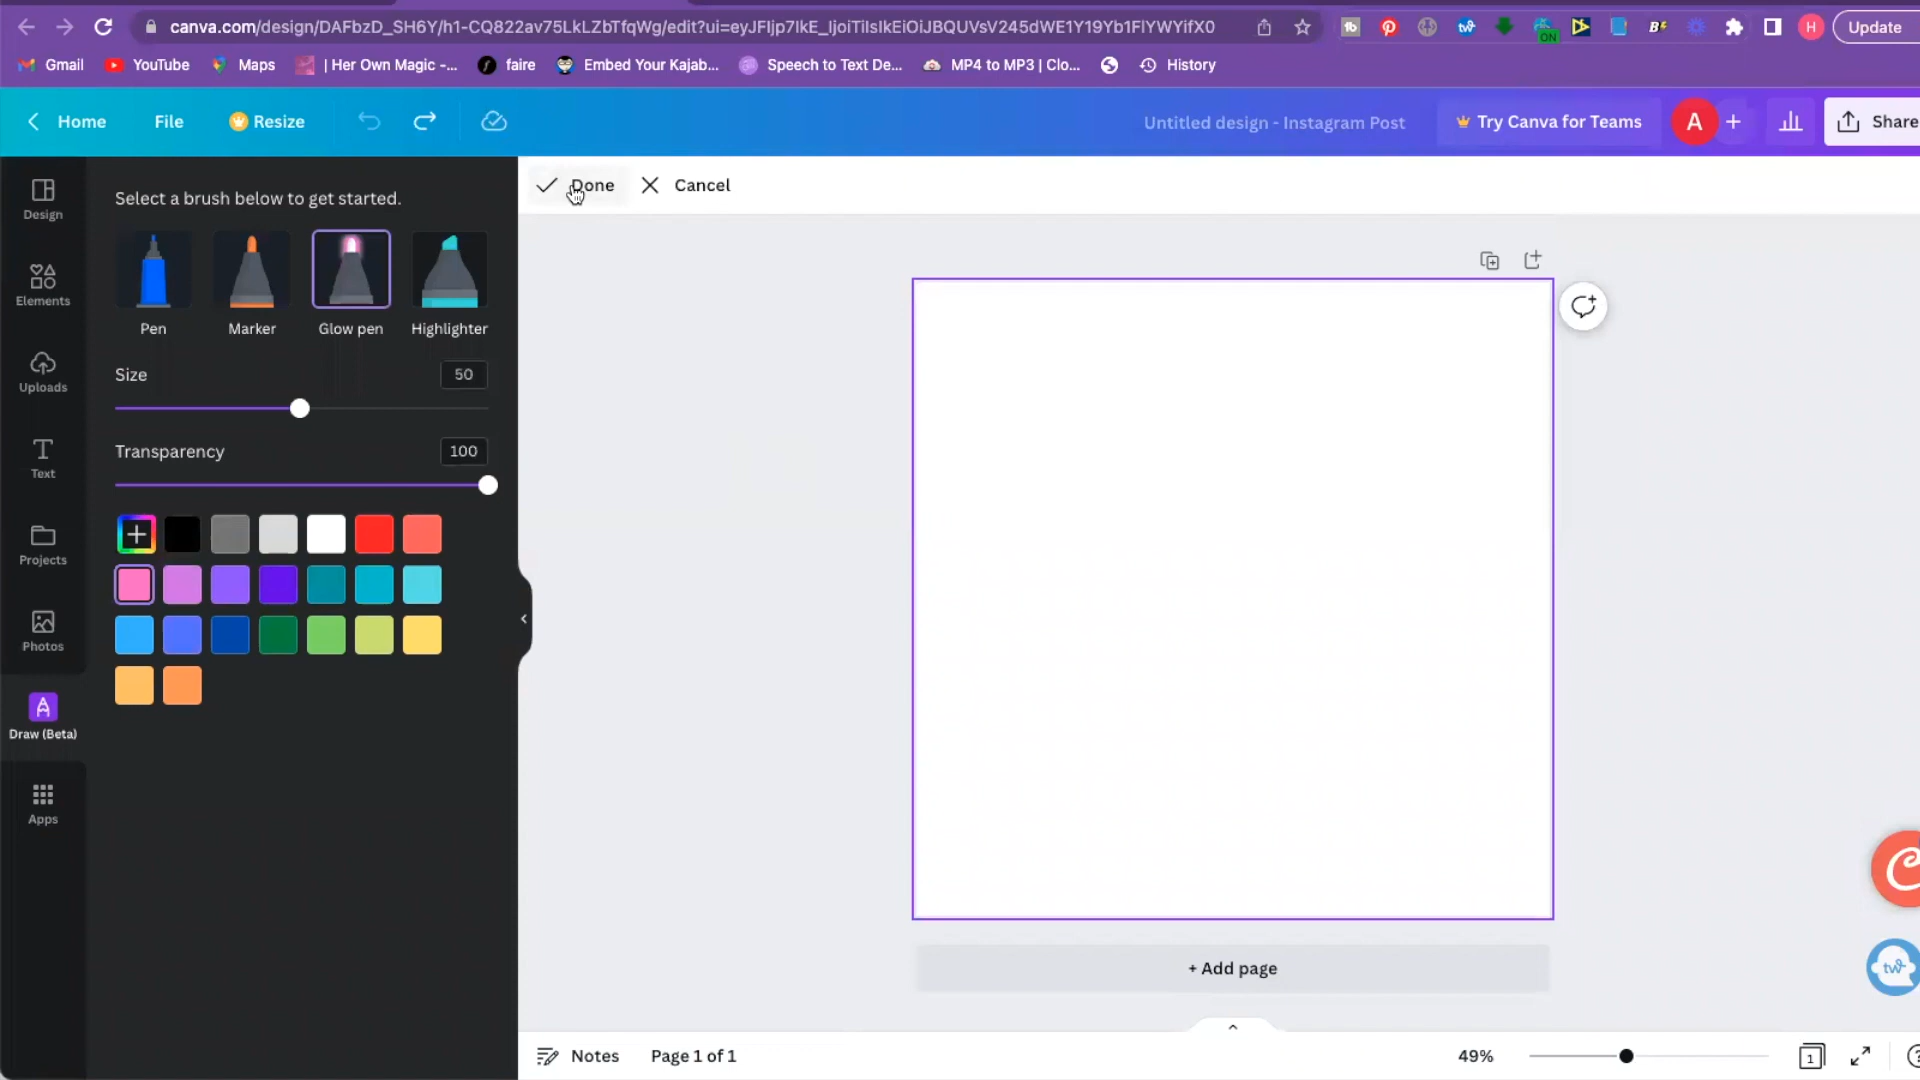 canva.com/design/DAFbzD_SH6Y/h1-CQ822av75LkLZbTfqWg/edit?ui=eyJFIjp7IkE_IjoiTiIsIkEiOiJBQUVsV245dWE1Y19Yb1FlYWYifX0
ON
H
Update
Gmail
YouTube
Maps
| Her Own Magic -...
faire
Embed Your Kajab...
Speech to Text De...
MP4 to MP3 | Clo...
History
Home
File
Resize
Untitled design - Instagram Post
Try Canva for Teams
A
Share
Design
Elements
Uploads
Text
Projects
Photos
Draw (Beta)
Apps
Select a brush below to get started.
Pen
Marker
Glow pen
Highlighter
Size
50
Transparency
100
Done
Cancel
+ Add page
Notes
Page 1 of 1
49%
1